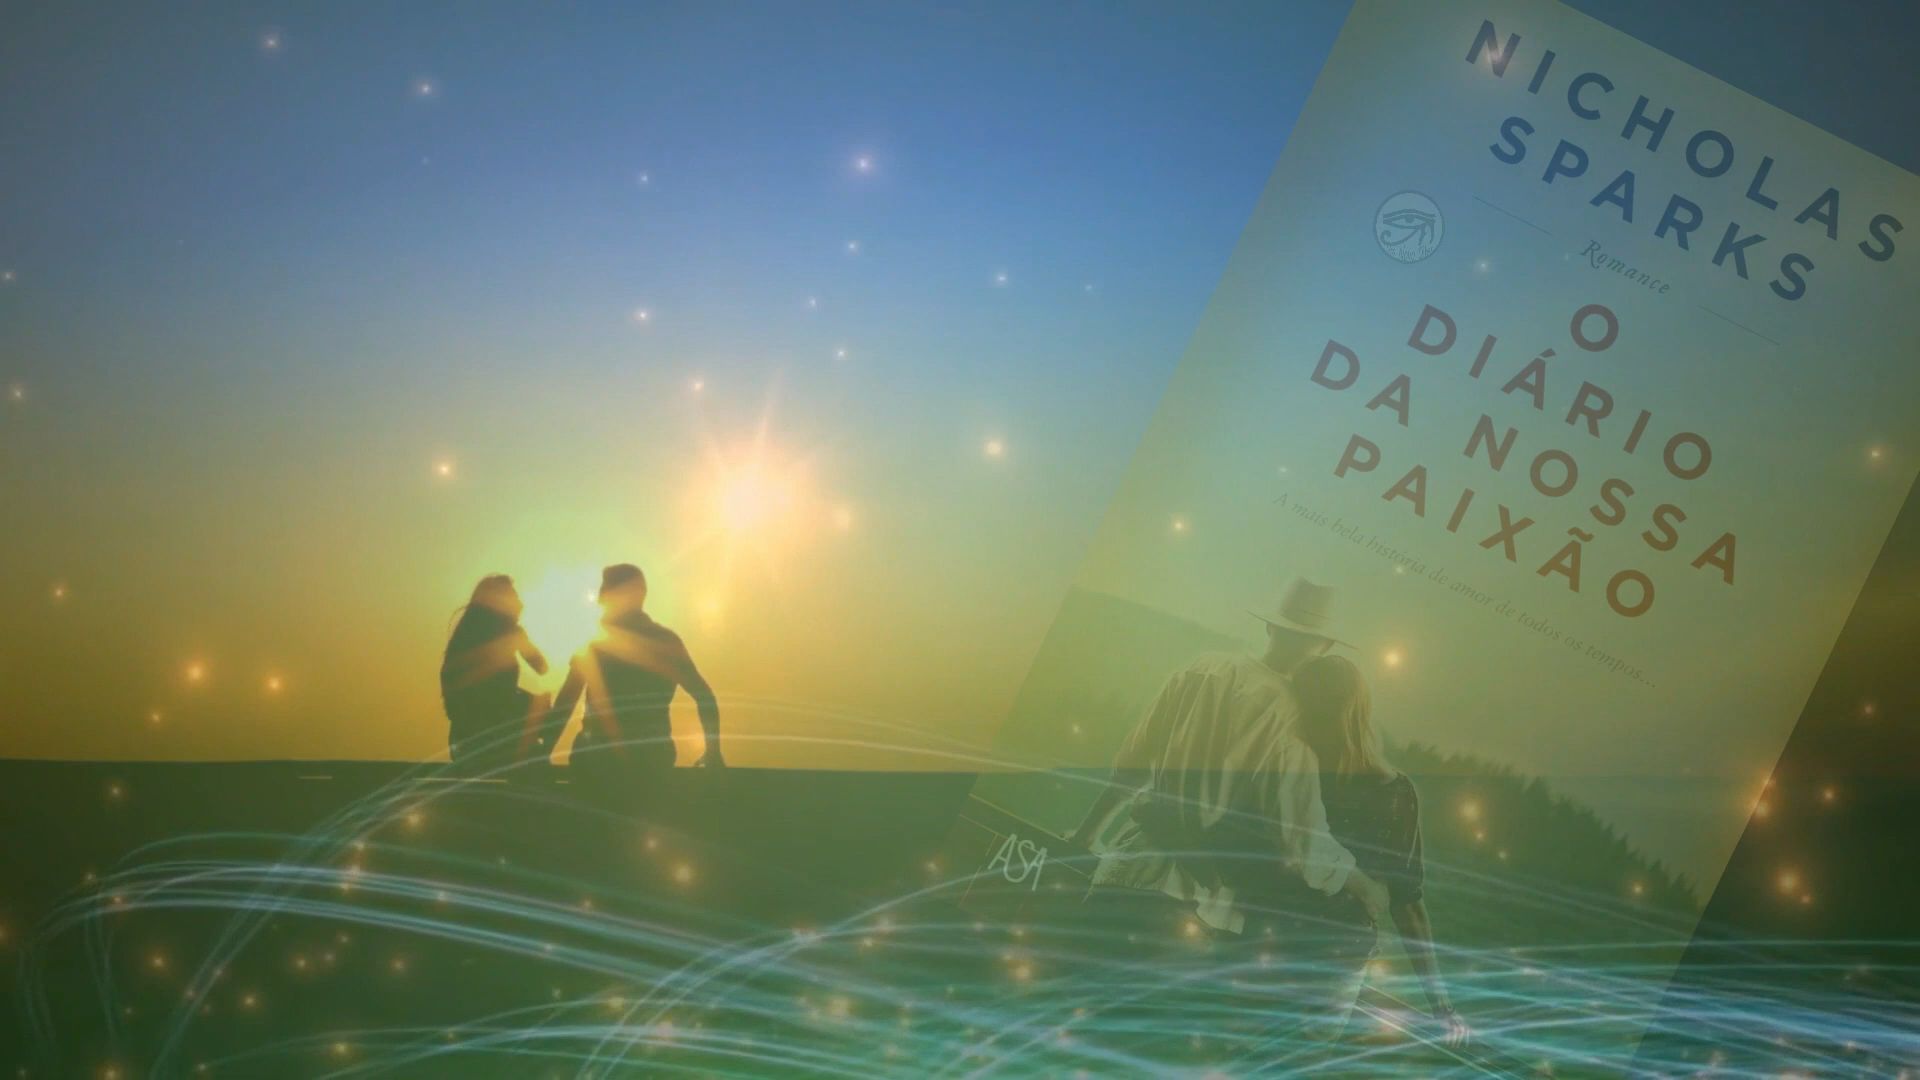 NICHOLAS
SPARKS
Romance
O
DIÁRIO
DA NOSSA
PAIXÃO
A mais bela história de amor de todos os tempos...
ASA